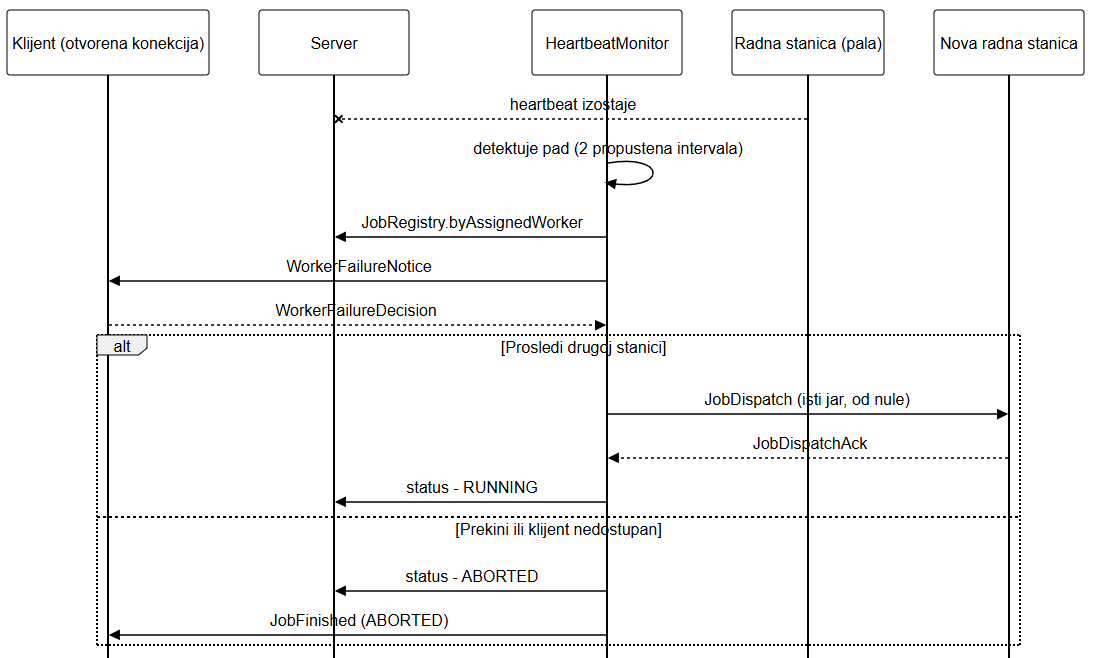 Klijent (otvorena konekcija)
Server
HeartbeatMonitor
Radna stanica (pala)
Nova radna stanica
heartbeat izostaje
detektuje pad (2 propustena intervala)
JobRegistry.byAssignedWorker
WorkerFailureNotice
WorkerFailureDecision
alt
[Prosledi drugoj stanici]
JobDispatch (isti jar, od nule)
JobDispatchAck
status - RUNNING
[Prekini ili klijent nedostupan]
status - ABORTED
JobFinished (ABORTED)